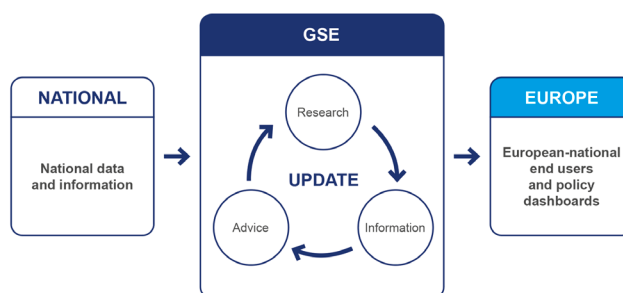 NATIONAL
National data
and information
GSE
Research
UPDATE
Advice
Information
EUROPE
European-national
end users
and policy
dashboards